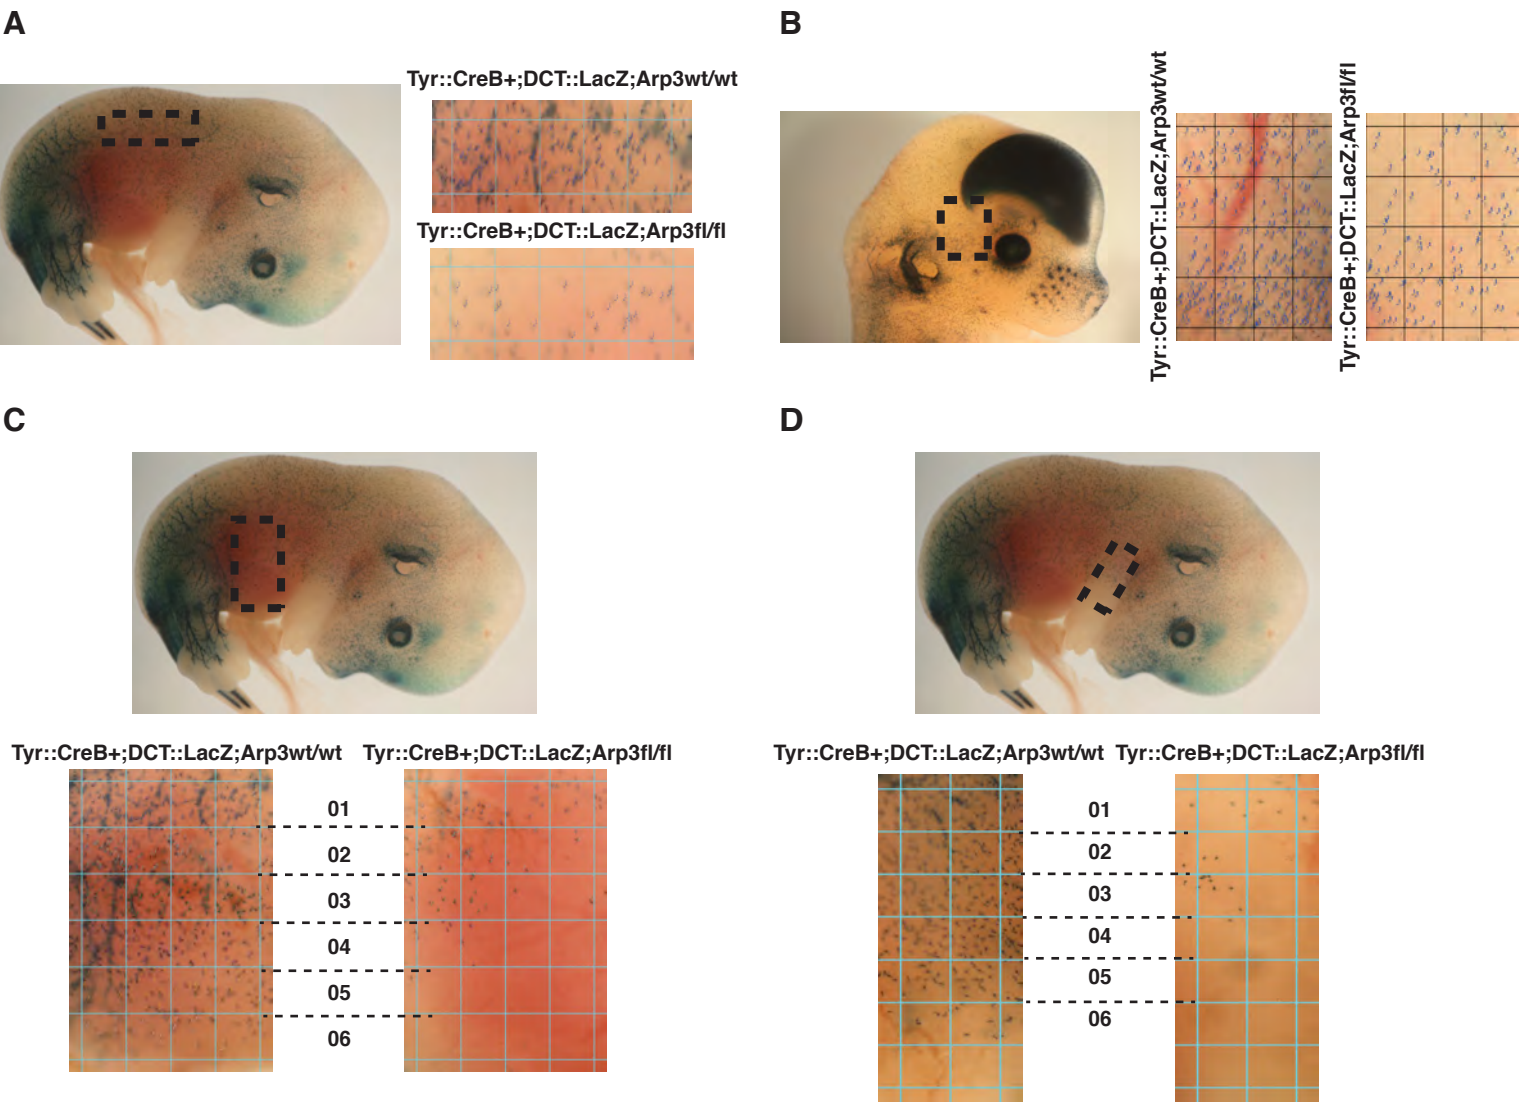 A
B
Tyr::CreB+;DCT::LacZ;Arp3wt/wt
Tyr::CreB+;DCT::LacZ;Arp3fl/fl
Tyr::CreB+;DCT::LacZ;Arp3wt/wt
Tyr::CreB+;DCT::LacZ;Arp3fl/fl
C
D
Tyr::CreB+;DCT::LacZ;Arp3wt/wt
Tyr::CreB+;DCT::LacZ;Arp3fl/fl
01
02
03
04
05
06
Tyr::CreB+;DCT::LacZ;Arp3wt/wt
Tyr::CreB+;DCT::LacZ;Arp3fl/fl
01
02
03
04
05
06